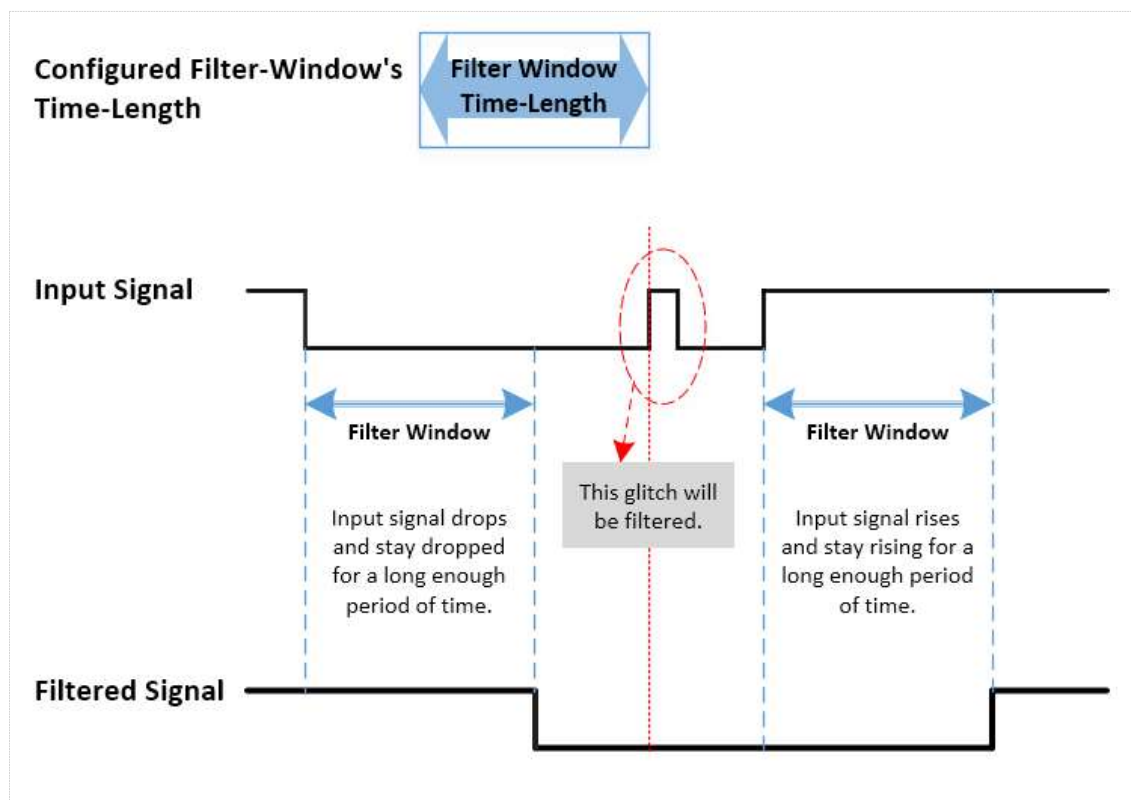 Configured Filter-Window's
Time-Length
Filter Window
Time-Length
Input Signal
Filter Window
Filter Window
This glitch will
be filtered.
Input signal drops
and stay dropped
for a long enough
period of time.
Input signal rises
and stay rising for a
long enough period
of time.
Filtered Signal